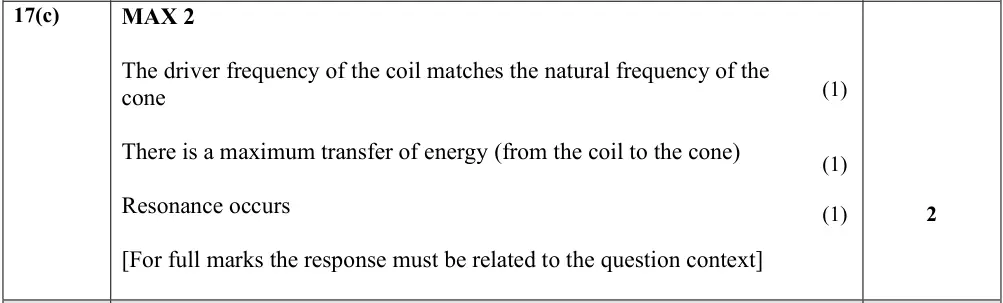 17(c)
MAX 2
The driver frequency of the coil matches the natural frequency of the
cone
(1)
There is a maximum transfer of energy (from the coil to the cone)
(1)
Resonance occurs
(1)
2
[For full marks the response must be related to the question context]